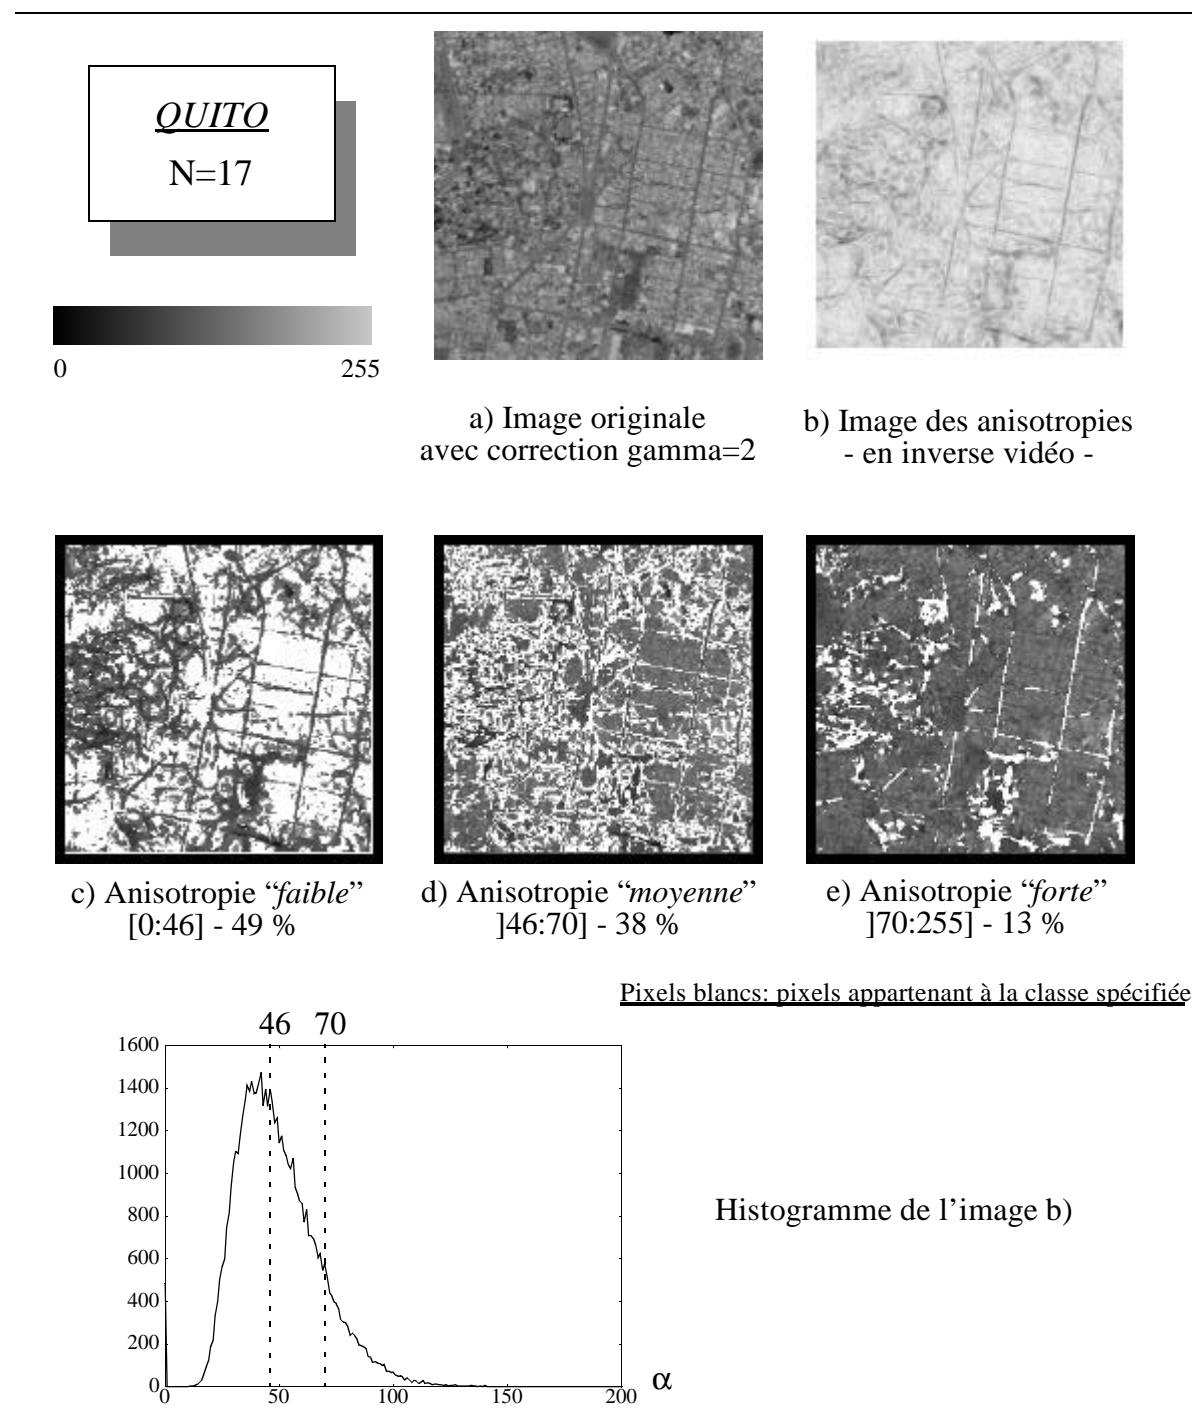 QUITO
N=17
0 255
a) Image originale
avec correction gamma=2
b) Image des anisotropies
- en inverse vidéo -
c) Anisotropie “faible”
[0:46] - 49 %
d) Anisotropie “moyenne”
]46:70] - 38 %
e) Anisotropie “forte”
]70:255] - 13 %
Pixels blancs: pixels appartenant à la classe spécifiée
46 70
1600
1400
1200
1000
800
600
400
200
0
0 50 100 150 200
α
Histogramme de l’image b)